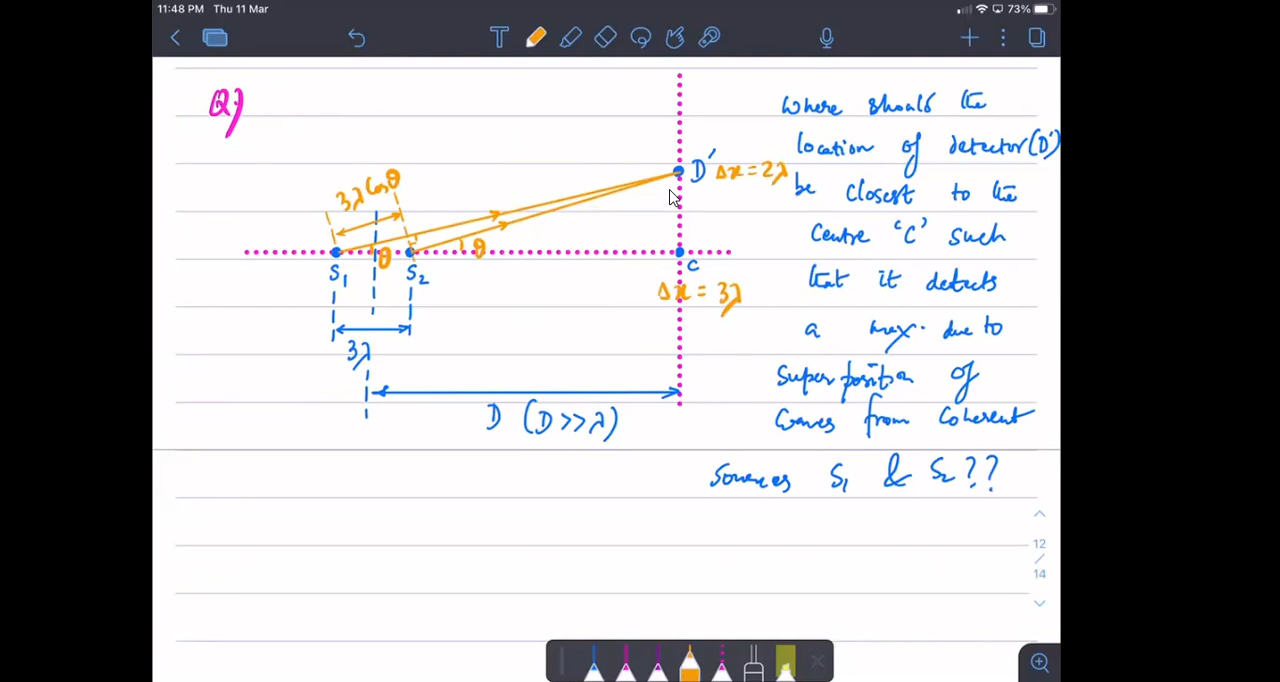 11:48 PM Thu 11 Mar
73%
Q:)
Where should the
location of detector (D')
be closest to the
Centre 'C' such
that it detects
a max. due to
Superposition of
Waves from Coherent
Sources S1 & S2??
D' Δx = 2λ
3λ cosθ
θ
θ
S1
S2
C
Δx = 3λ
3λ
D (D>>λ)
12
/
14
T